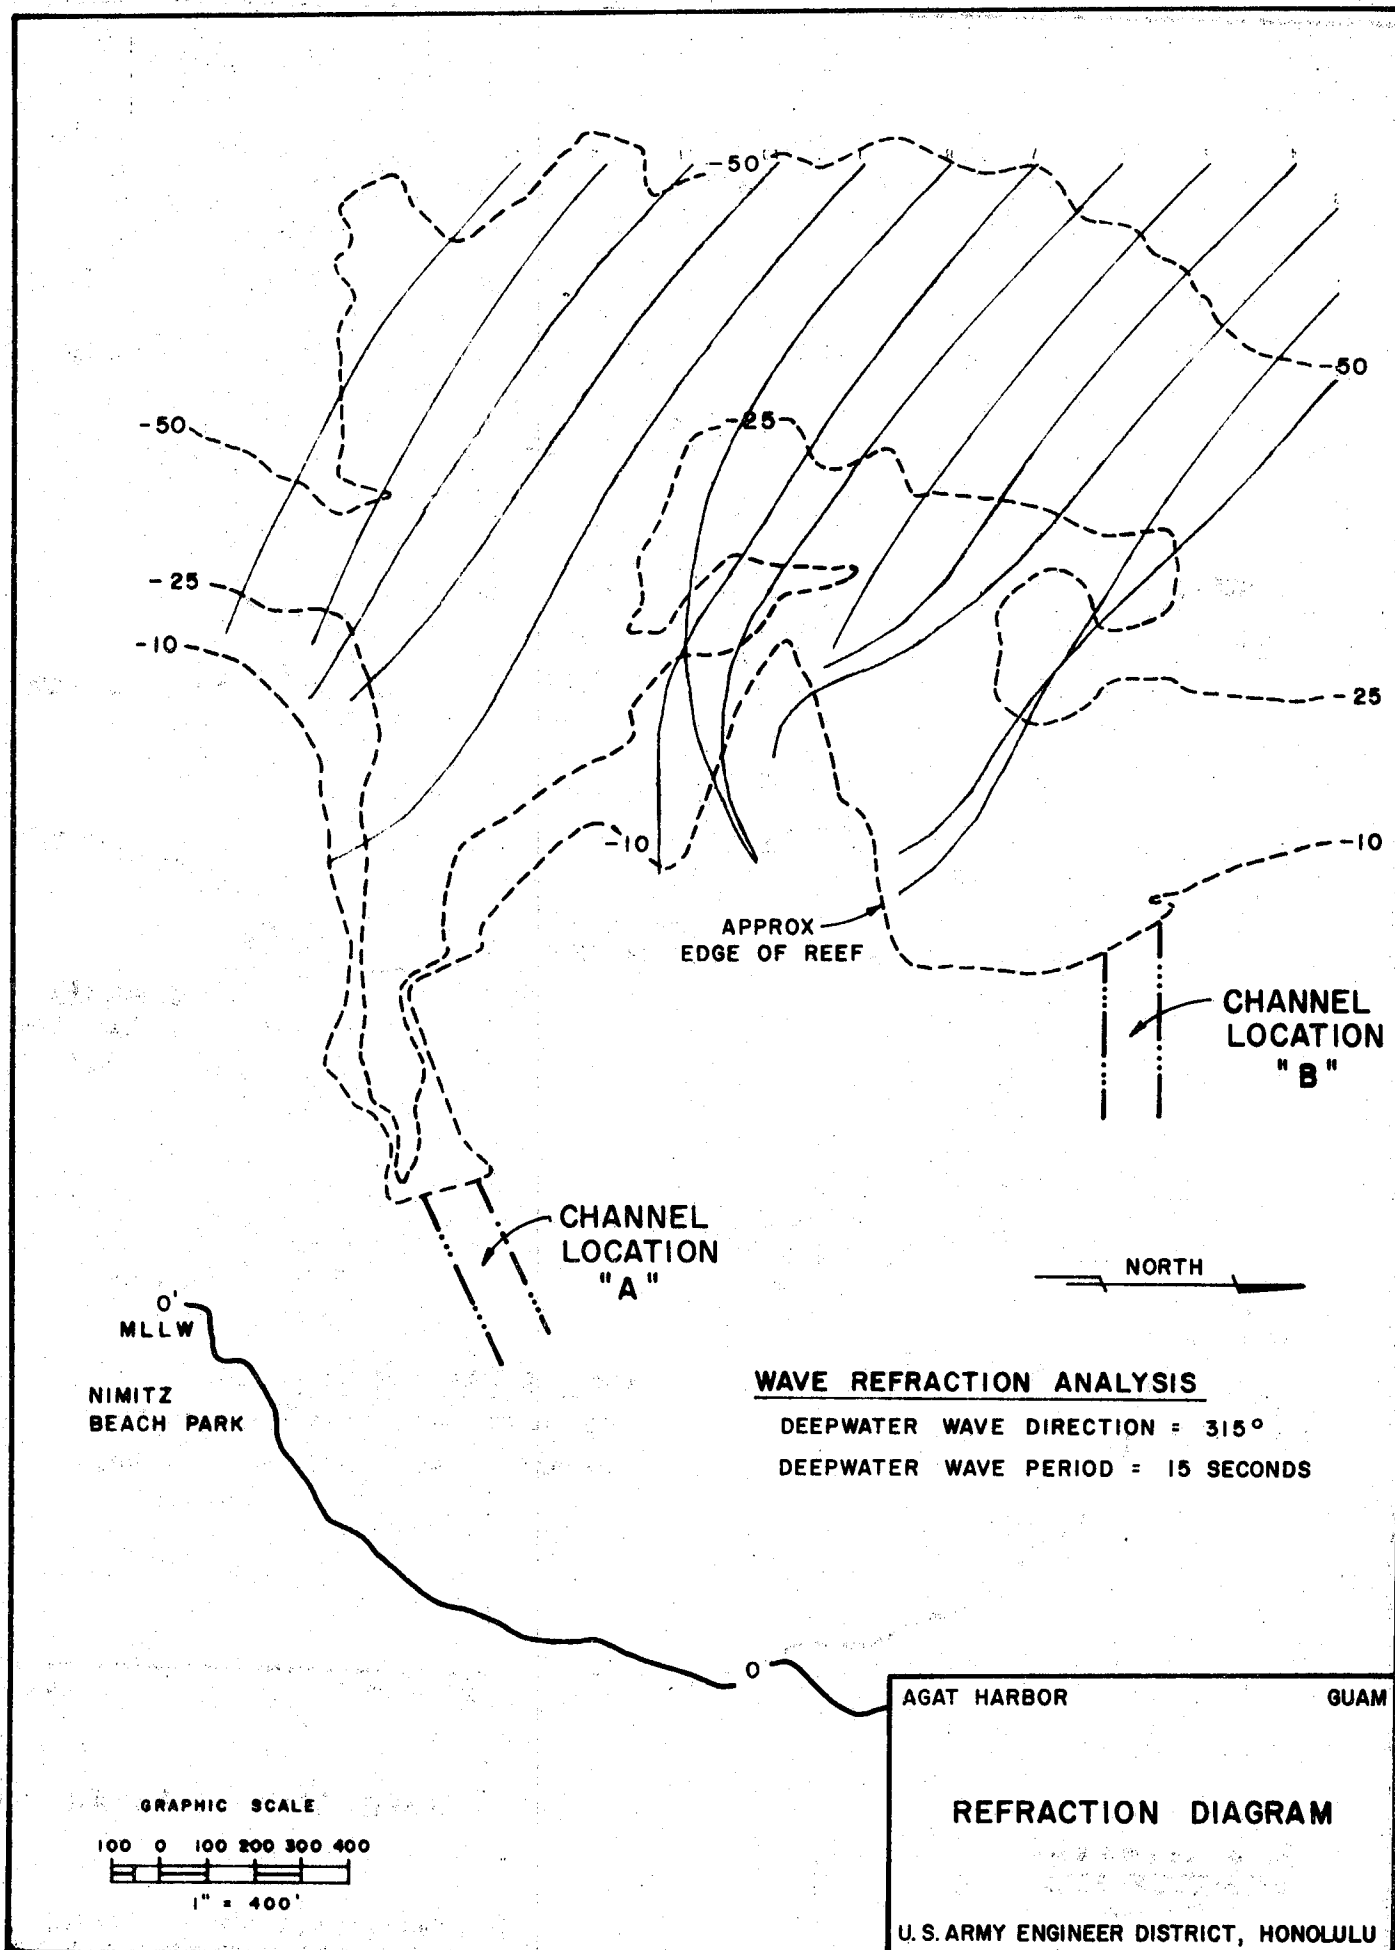 -50
-50
-50
-25
-25
-10
-25
-10
-10
APPROX
EDGE OF REEF
CHANNEL
LOCATION
"B"
CHANNEL
LOCATION
"A"
NORTH
0'
MLLW
NIMITZ
BEACH PARK
WAVE REFRACTION ANALYSIS
DEEPWATER WAVE DIRECTION = 315°
DEEPWATER WAVE PERIOD = 15 SECONDS
0
GRAPHIC SCALE
100 0 100 200 300 400
1" = 400'
AGAT HARBOR GUAM
REFRACTION DIAGRAM
U.S. ARMY ENGINEER DISTRICT, HONOLULU